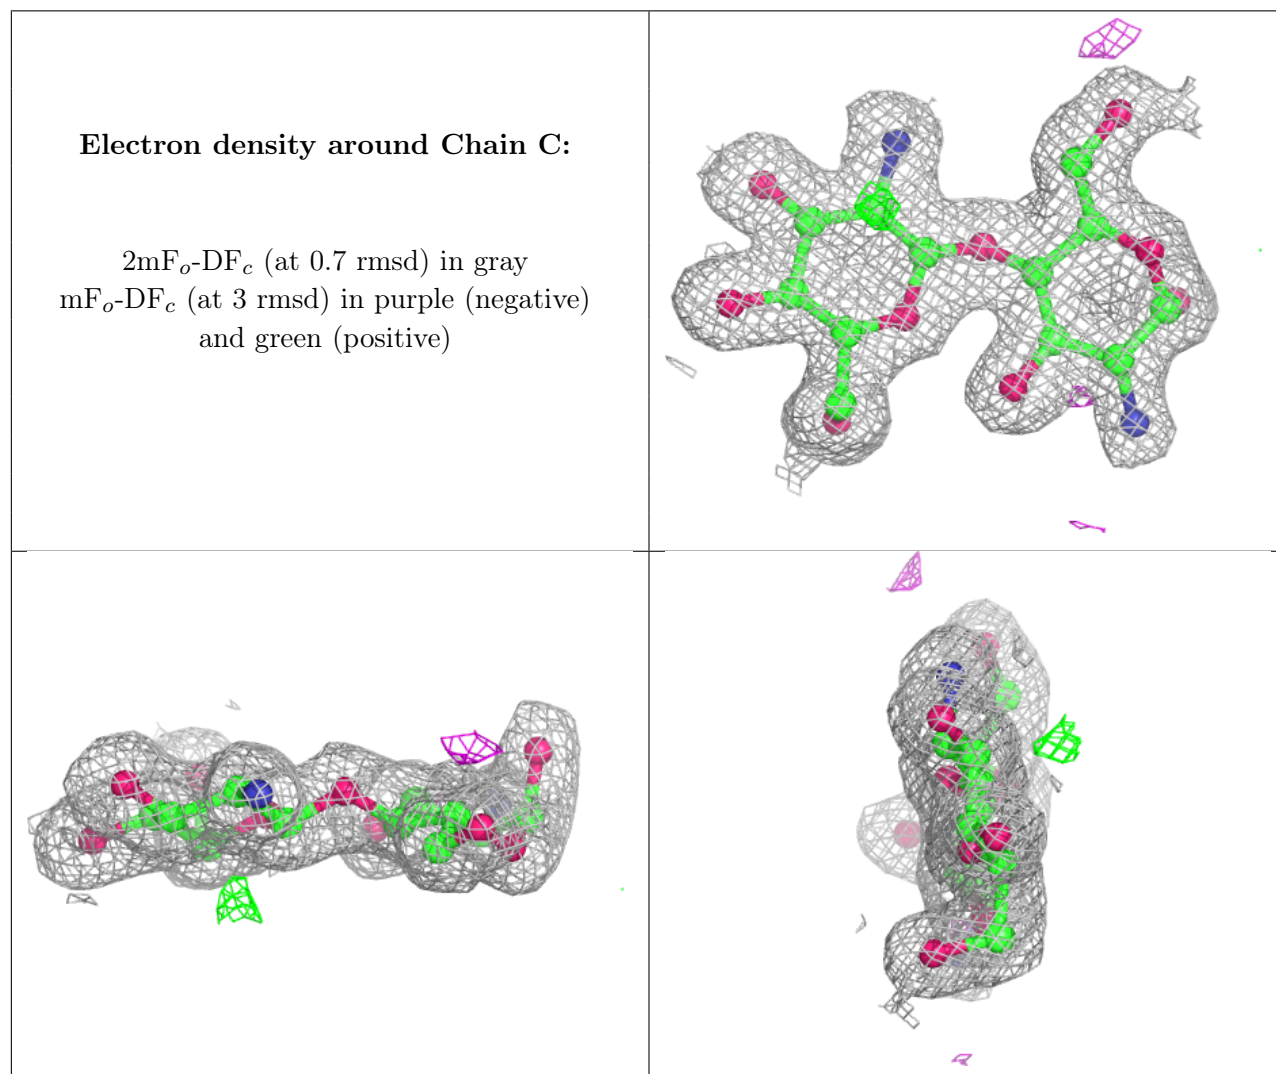 Electron density around Chain C:
2mFo-DFc (at 0.7 rmsd) in gray
mFo-DFc (at 3 rmsd) in purple (negative)
and green (positive)